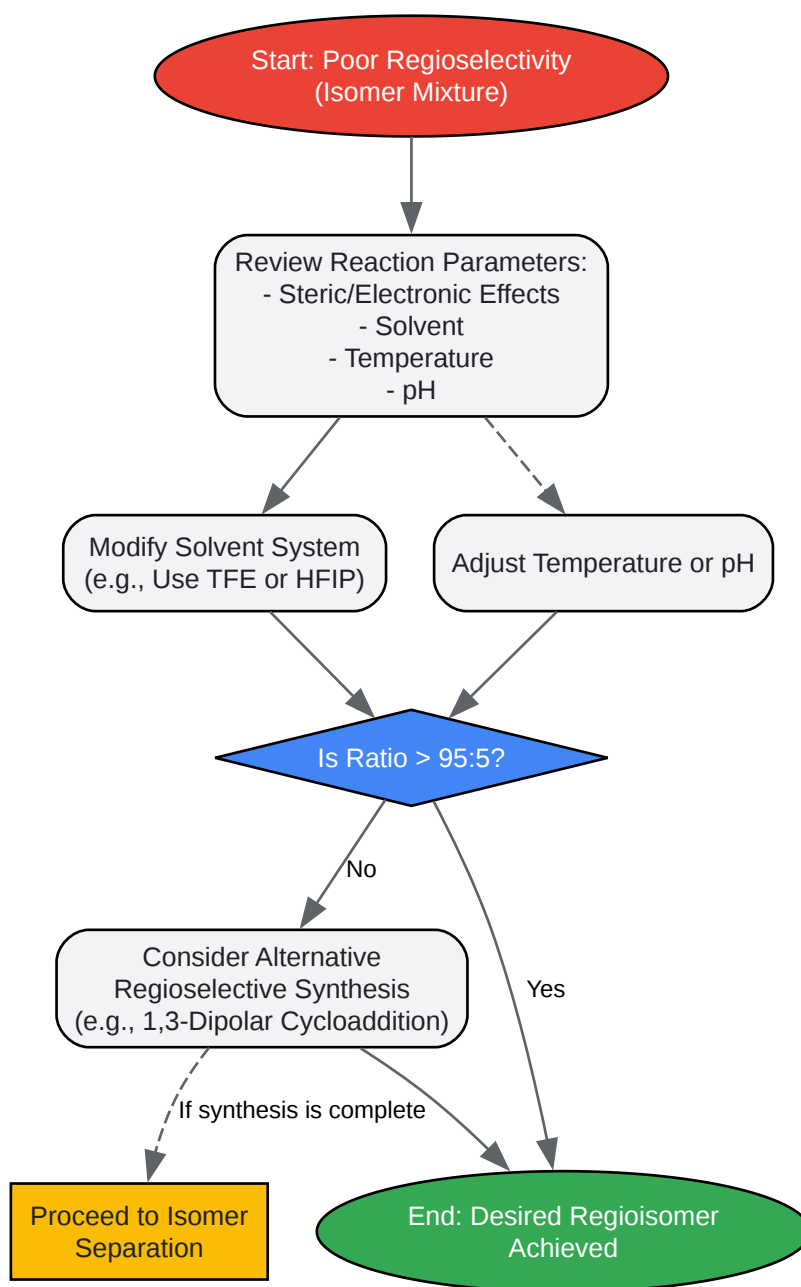 Start: Poor Regioselectivity
(Isomer Mixture)
Review Reaction Parameters:
- Steric/Electronic Effects
- Solvent
- Temperature
- pH
Modify Solvent System
(e.g., Use TFE or HFIP)
Adjust Temperature or pH
Is Ratio > 95:5?
No
Consider Alternative
Regioselective Synthesis
(e.g., 1,3-Dipolar Cycloaddition)
Yes
If synthesis is complete
Proceed to Isomer
Separation
End: Desired Regioisomer
Achieved